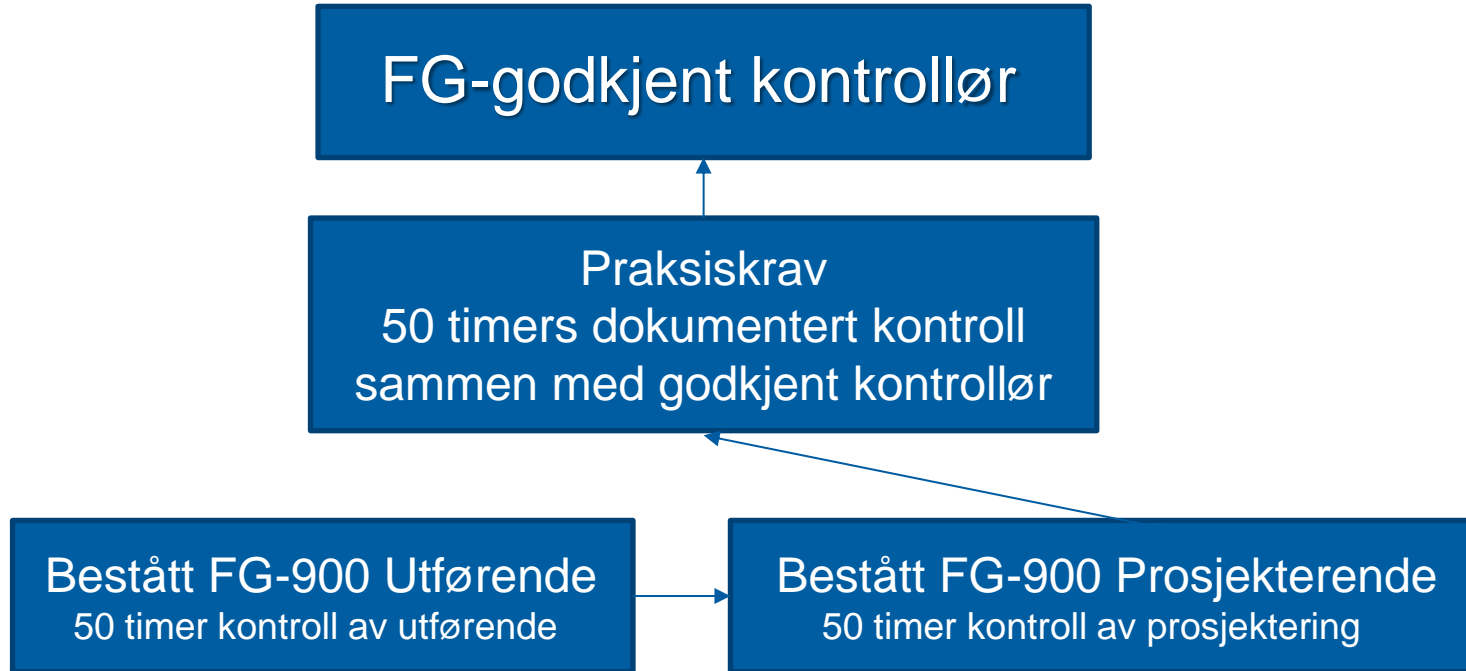 FG-godkjent kontrollør
Praksiskrav
50 timers dokumentert kontroll
sammen med godkjent kontrollør
Bestått FG-900 Utførende
50 timer kontroll av utførende
Bestått FG-900 Prosjekterende
50 timer kontroll av prosjektering